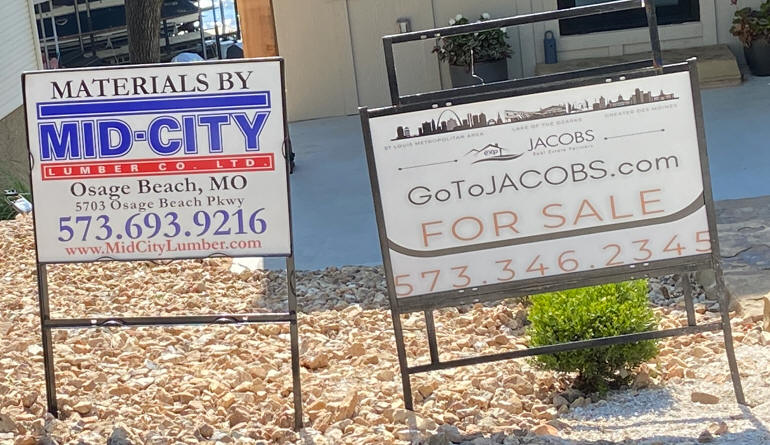 MATERIALS BY
MID-CITY
LUMBER CO. LTD.
Osage Beach, MO
5703 Osage Beach Pkwy
573.693.9216
www.MidCityLumber.com
ST LOUIS METROPOLITAN AREA
LAKE OF THE OZARKS
GREATER DES MOINES
exp JACOBS
Real Estate Partners
GoToJACOBS.com
FOR SALE
573.346.2345